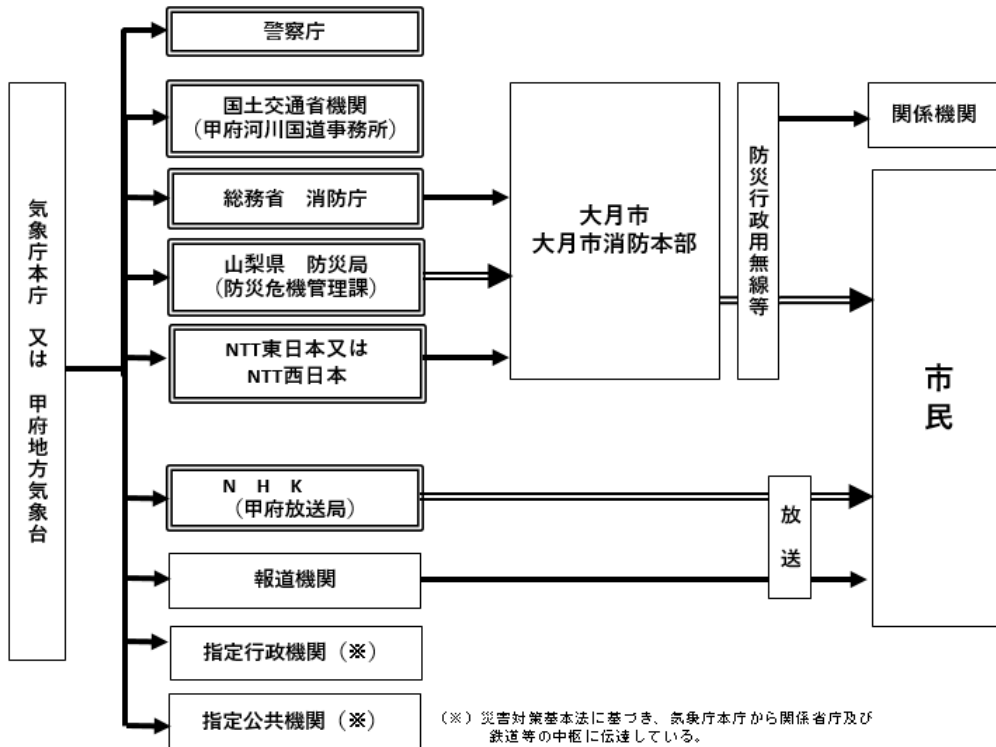 気象庁本庁　又は　甲府地方気象台
警察庁
国土交通省機関
（甲府河川国道事務所）
総務省　消防庁
山梨県　防災局
（防災危機管理課）
NTT東日本又は
NTT西日本
N　H　K
（甲府放送局）
報道機関
指定行政機関（※）
指定公共機関（※）
大月市
大月市消防本部
防災行政用無線等
放送
関係機関
市民
（※）災害対策基本法に基づき、気象庁本庁から関係省庁及び
鉄道等の中枢に伝達している。